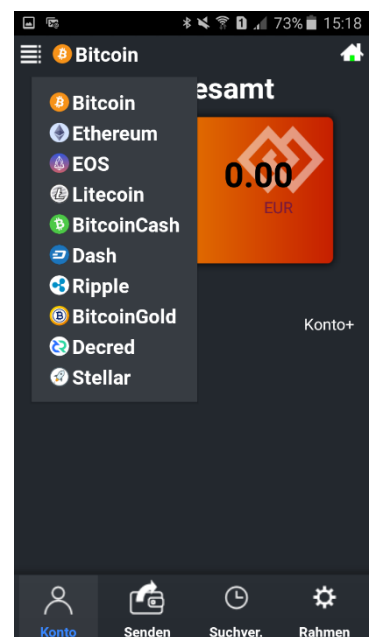 73% 15:18
Bitcoin
esamt
Bitcoin
Ethereum
EOS
Litecoin
BitcoinCash
Dash
Ripple
BitcoinGold
Decred
Stellar
0.00
EUR
Konto+
Konto Senden Suchver. Rahmen